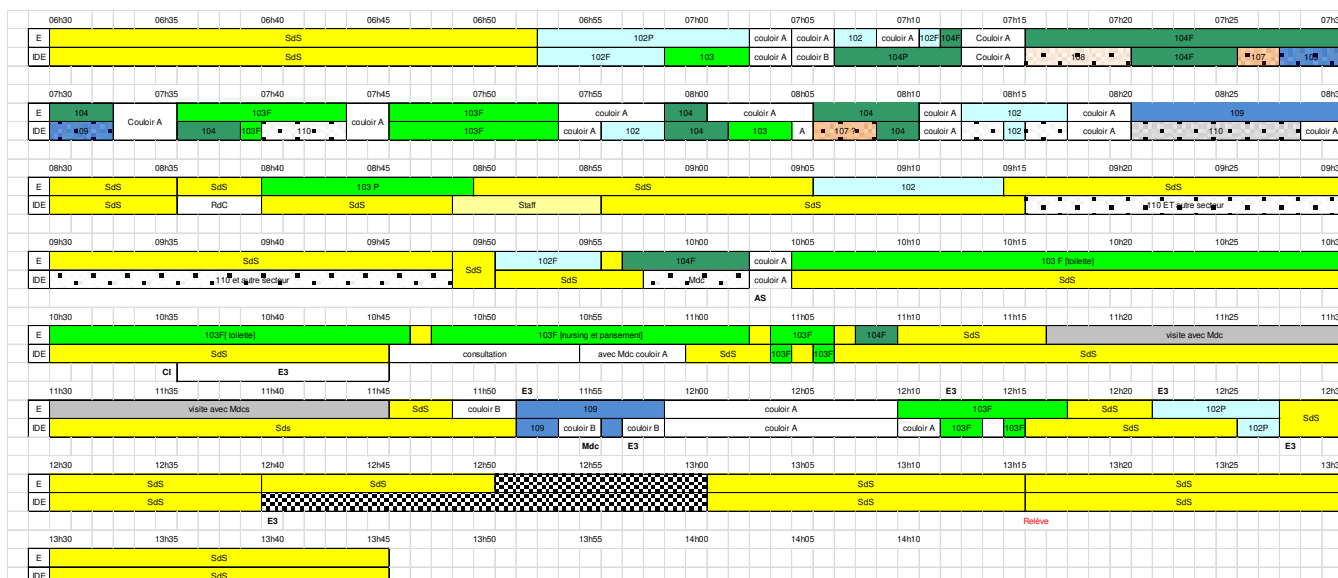 06h30 06h35 06h40 06h45 06h50 06h55 07h00 07h05 07h10 07h15 07h20 07h25 07h3
E SdS 102P couloir A couloir A 102 couloir A 102F 104F Couloir A 104F
IDE SdS 102F 103 couloir A couloir B 104P Couloir A 108 104F 107
07h30 07h35 07h40 07h45 07h50 07h55 08h00 08h05 08h10 08h15 08h20 08h25 08h3
E 104 Couloir A 103F couloir A 103F couloir A 104 couloir A 104 couloir A 102 couloir A 109
IDE 109 104 103F 110 103F couloir A 102 104 103 A 107 ? 104 couloir A 102 couloir A 110 couloir A
08h30 08h35 08h40 08h45 08h50 08h55 09h00 09h05 09h10 09h15 09h20 09h25 09h3
E SdS SdS 103 P SdS 102 SdS
IDE SdS RdC SdS Staff SdS 110 ET autre secteur
09h30 09h35 09h40 09h45 09h50 09h55 10h00 10h05 10h10 10h15 10h20 10h25 10h3
E SdS SdS 102F 104F couloir A 103 F [toilette]
IDE 110 et autre secteur SdS Mdc couloir A SdS
AS
10h30 10h35 10h40 10h45 10h50 10h55 11h00 11h05 11h10 11h15 11h20 11h25 11h3
E 103F[ toilette] 103F [nursing et pansement] 103F 104F SdS visite avec Mdc
IDE SdS consultation avec Mdc couloir A SdS 103F 103F SdS
CI E3
11h30 11h35 11h40 11h45 11h50 E3 11h55 12h00 12h05 12h10 E3 12h15 12h20 E3 12h25 12h3
E visite avec Mdcs SdS couloir B 109 couloir A 103F SdS 102P SdS
IDE Sds 109 couloir B couloir B couloir A couloir A 103F 103F SdS 102P
Mdc E3 E3
12h30 12h35 12h40 12h45 12h50 12h55 13h00 13h05 13h10 13h15 13h20 13h25 13h3
E SdS SdS SdS SdS
IDE SdS SdS SdS
E3 Relève
13h30 13h35 13h40 13h45 13h50 13h55 14h00 14h05 14h10
E SdS
IDE SdS